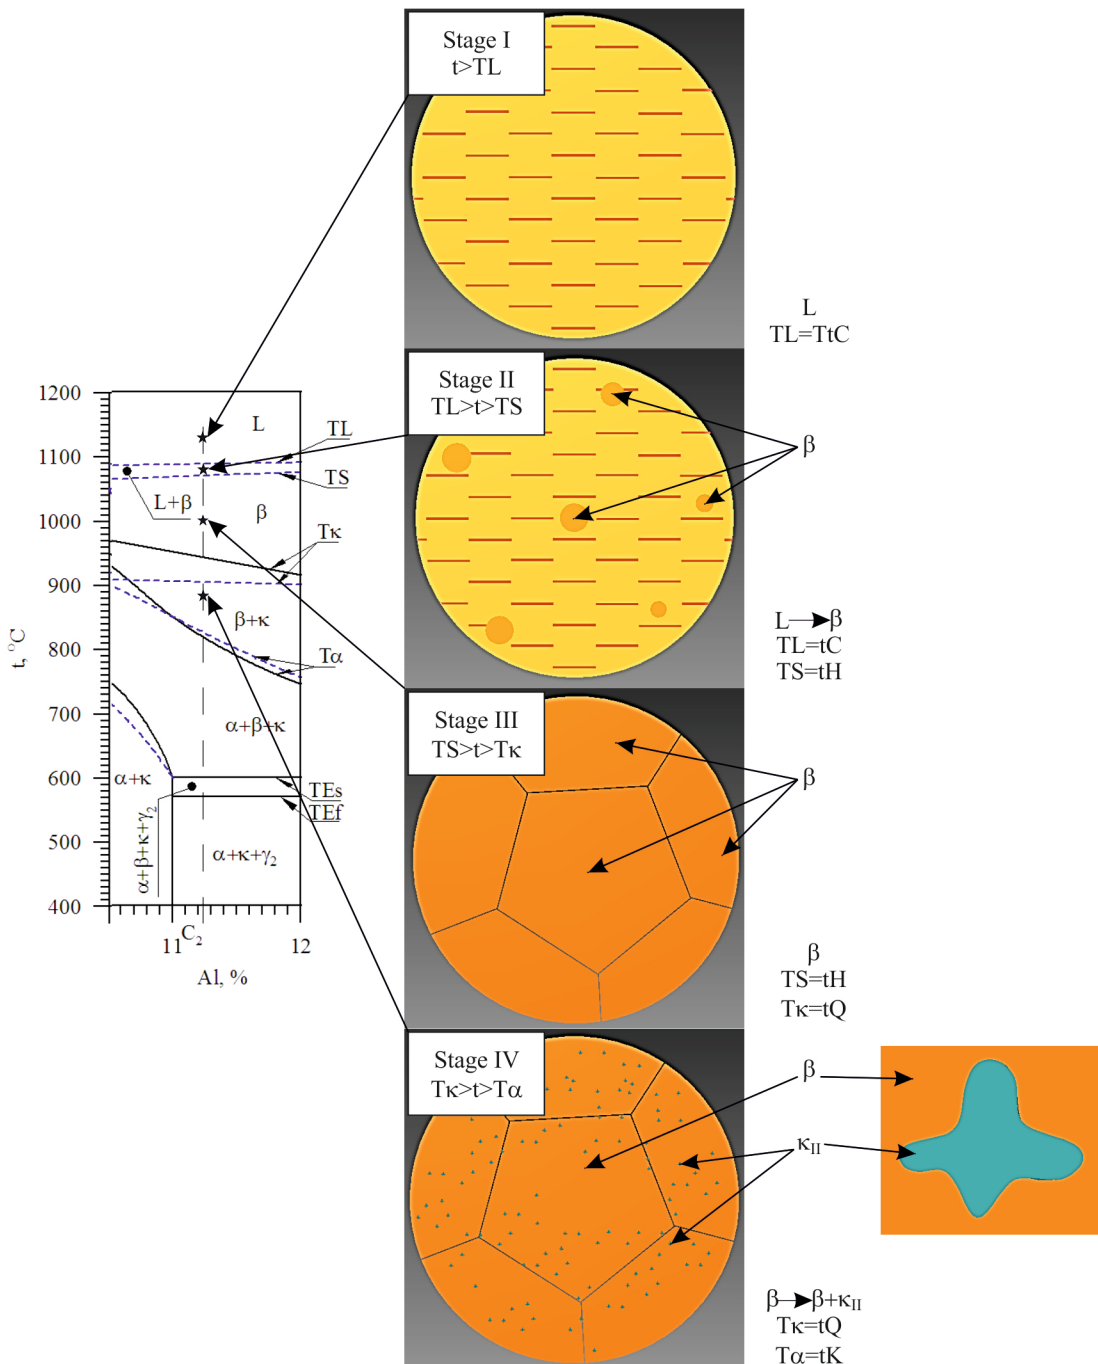 Stage I
t>TL
L
TL=TtC
Stage II
TL>t>TS
β
L→β
TL=tC
TS=tH
Stage III
TS>t>Tκ
β
β
TS=tH
Tκ=tQ
Stage IV
Tκ>t>Tα
β
κII
β→β+κII
Tκ=tQ
Tα=tK
1200
1100
1000
900
800
700
600
500
400
t, °C
L
TL
TS
L+β
β
Tκ
β+κ
Tα
α+β+κ
α+κ
TEs
TEf
α+β+κ+γ2
α+κ+γ2
11
C2
12
Al, %